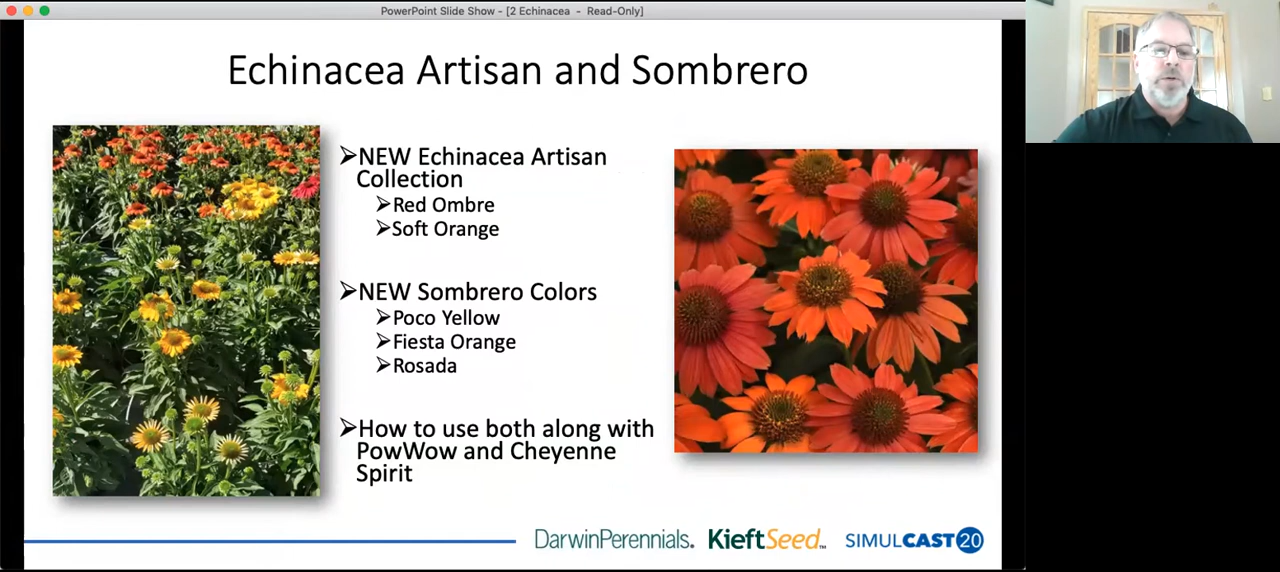 PowerPoint Slide Show - [2 Echinacea - Read-Only]
Echinacea Artisan and Sombrero
➢NEW Echinacea Artisan
Collection
➢Red Ombre
➢Soft Orange
➢NEW Sombrero Colors
➢Poco Yellow
➢Fiesta Orange
➢Rosada
➢How to use both along with
PowWow and Cheyenne
Spirit
DarwinPerennials® KieftSeed™ SIMULCAST20